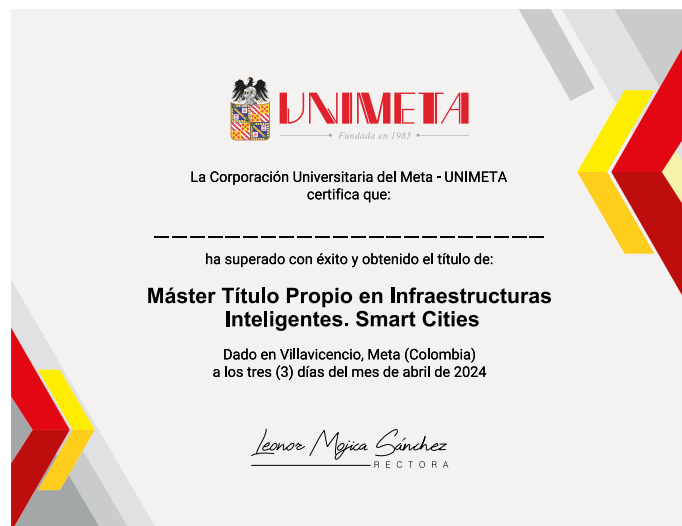 UNIMETA
Fundada en 1985
La Corporación Universitaria del Meta - UNIMETA
certifica que:
ha superado con éxito y obtenido el título de:
Máster Título Propio en Infraestructuras
Inteligentes. Smart Cities
Dado en Villavicencio, Meta (Colombia)
a los tres (3) días del mes de abril de 2024
Leonor Mojica Sánchez
RECTORA